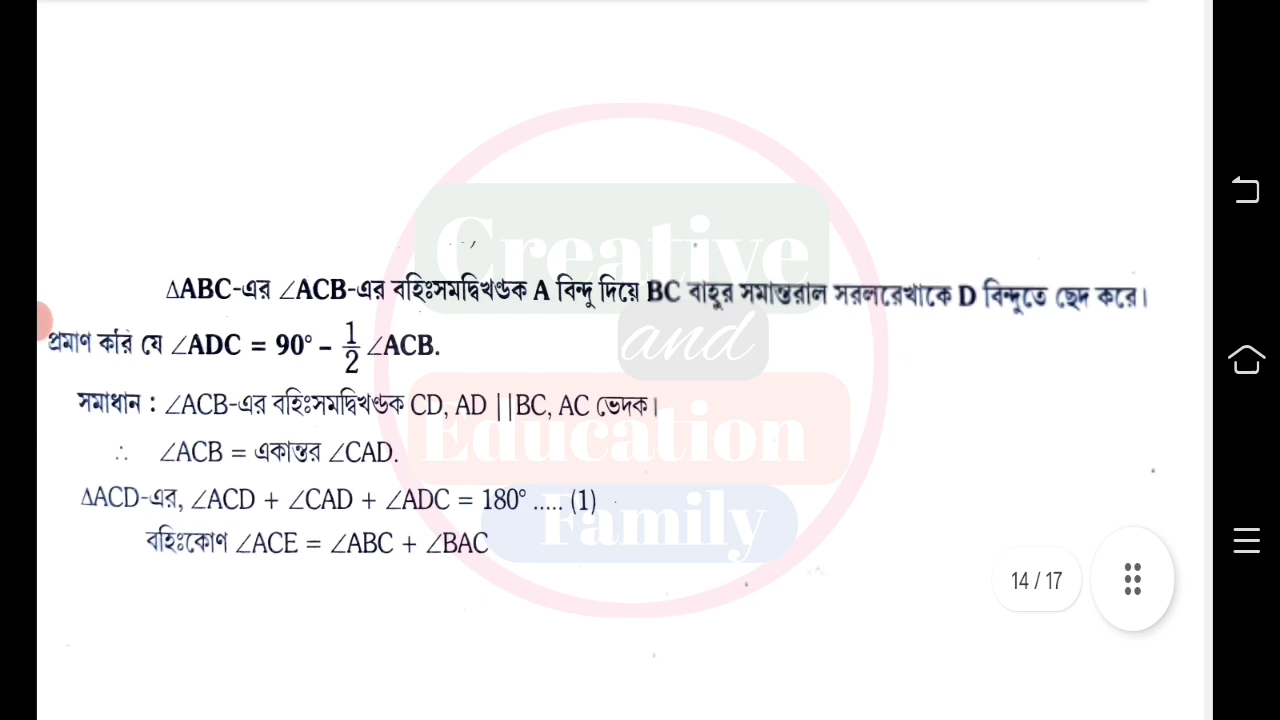 ΔABC-এর ∠ACB-এর বহিঃসমদ্বিখণ্ডক A বিন্দু দিয়ে BC বাহুর সমান্তরাল সরলরেখাকে D বিন্দুতে ছেদ করে।
প্রমাণ করি যে ∠ADC = 90° – 1/2 ∠ACB.
সমাধান : ∠ACB-এর বহিঃসমদ্বিখণ্ডক CD, AD ||BC, AC ভেদক।
∴ ∠ACB = একান্তর ∠CAD.
ΔACD-এর, ∠ACD + ∠CAD + ∠ADC = 180° ..... (1)
বহিঃকোণ ∠ACE = ∠ABC + ∠BAC
Creative
and
Education
Family
14 / 17